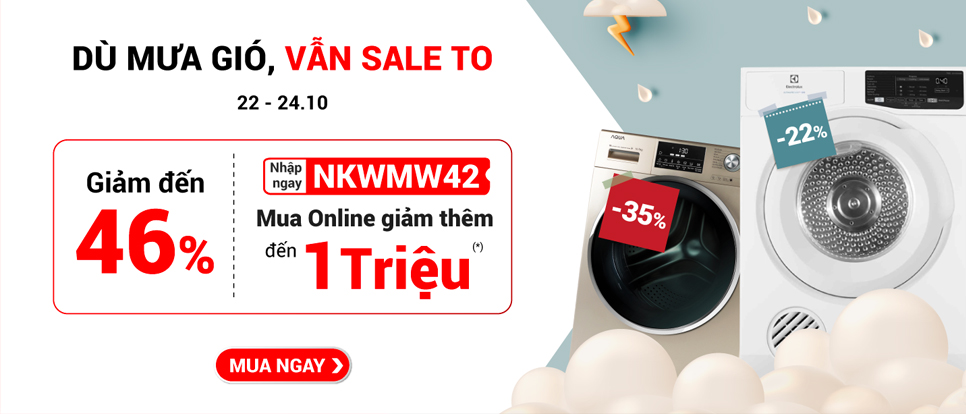 DÙ MƯA GIÓ, VẪN SALE TO
22 - 24.10
Giảm đến
46%
Nhập
ngay
NKWMW42
Mua Online giảm thêm
đến 1 Triệu (*)
MUA NGAY
AQUA
-35%
Electrolux
-22%